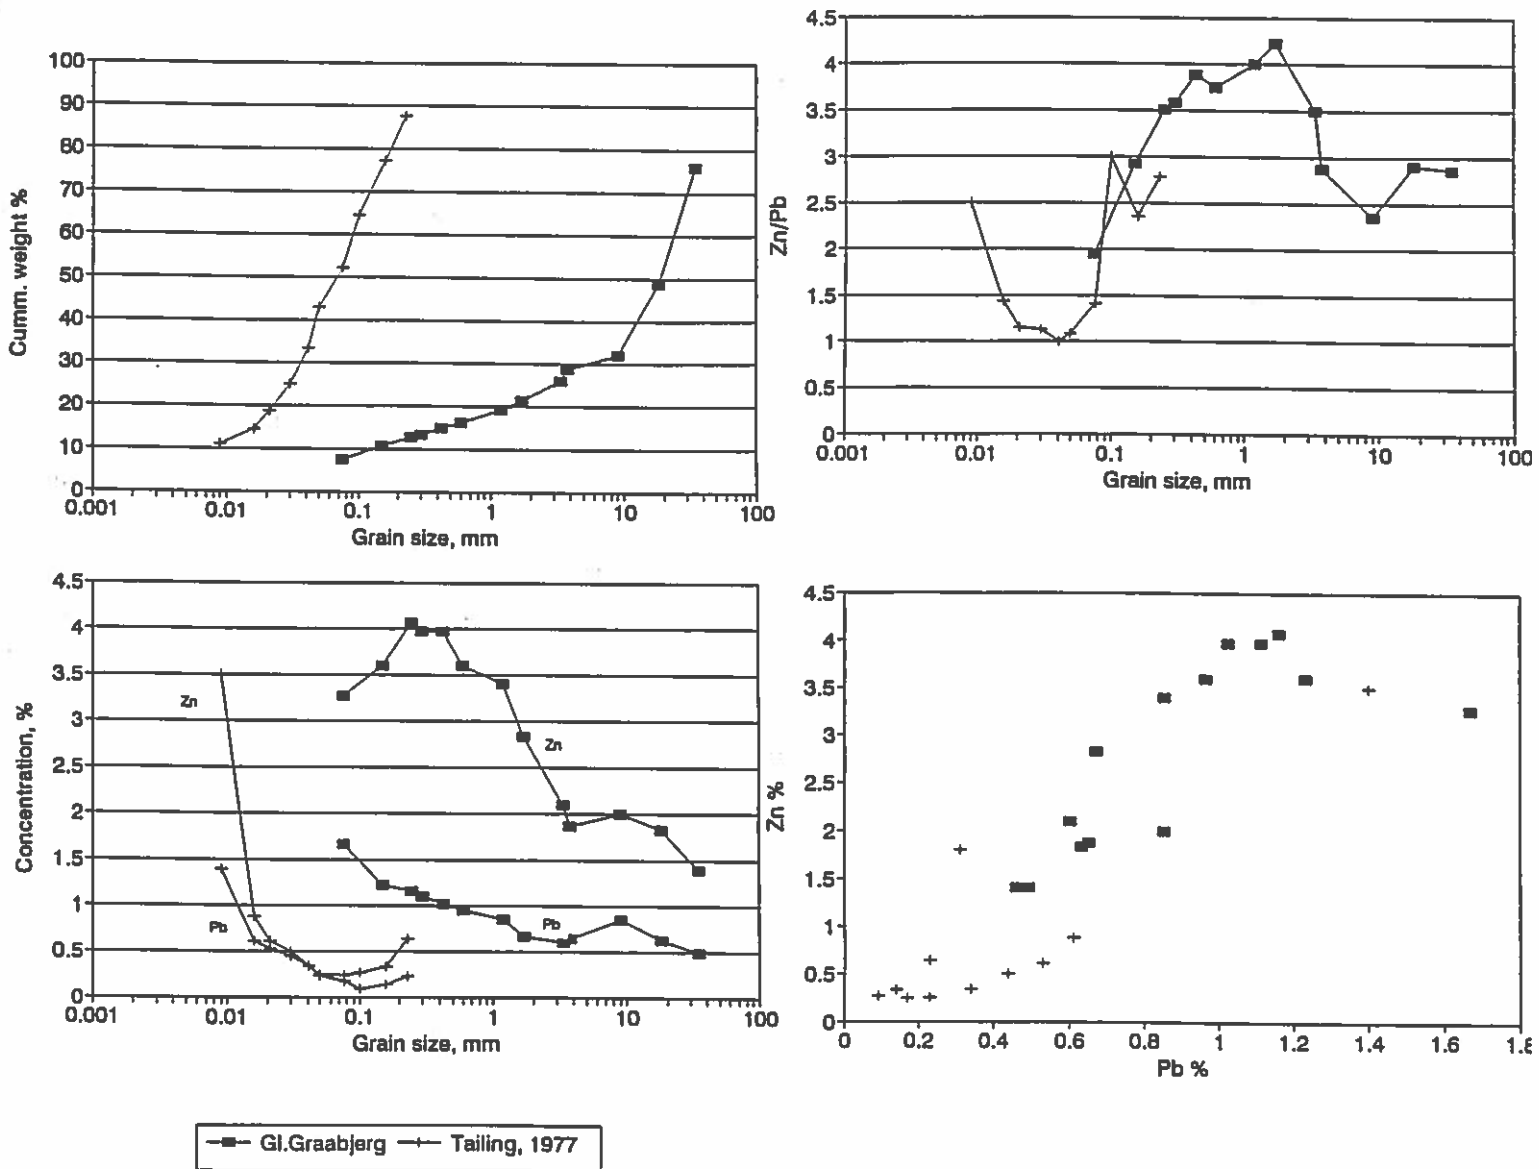 100
90
80
70
60
50
40
30
20
10
0
Cumm. weight %
0.001 0.01 0.1 1 10 100
Grain size, mm
4.5
4
3.5
3
2.5
2
1.5
1
0.5
0
Zn/Pb
0.001 0.01 0.1 1 10 100
Grain size, mm
4.5
4
3.5
3
2.5
2
1.5
1
0.5
0
Concentration, %
Zn
Zn
Pb
Pb
0.001 0.01 0.1 1 10 100
Grain size, mm
4.5
4
3.5
3
2.5
2
1.5
1
0.5
0
Zn %
0 0.2 0.4 0.6 0.8 1 1.2 1.4 1.6
Pb %
Gl.Graabjerg Tailing, 1977